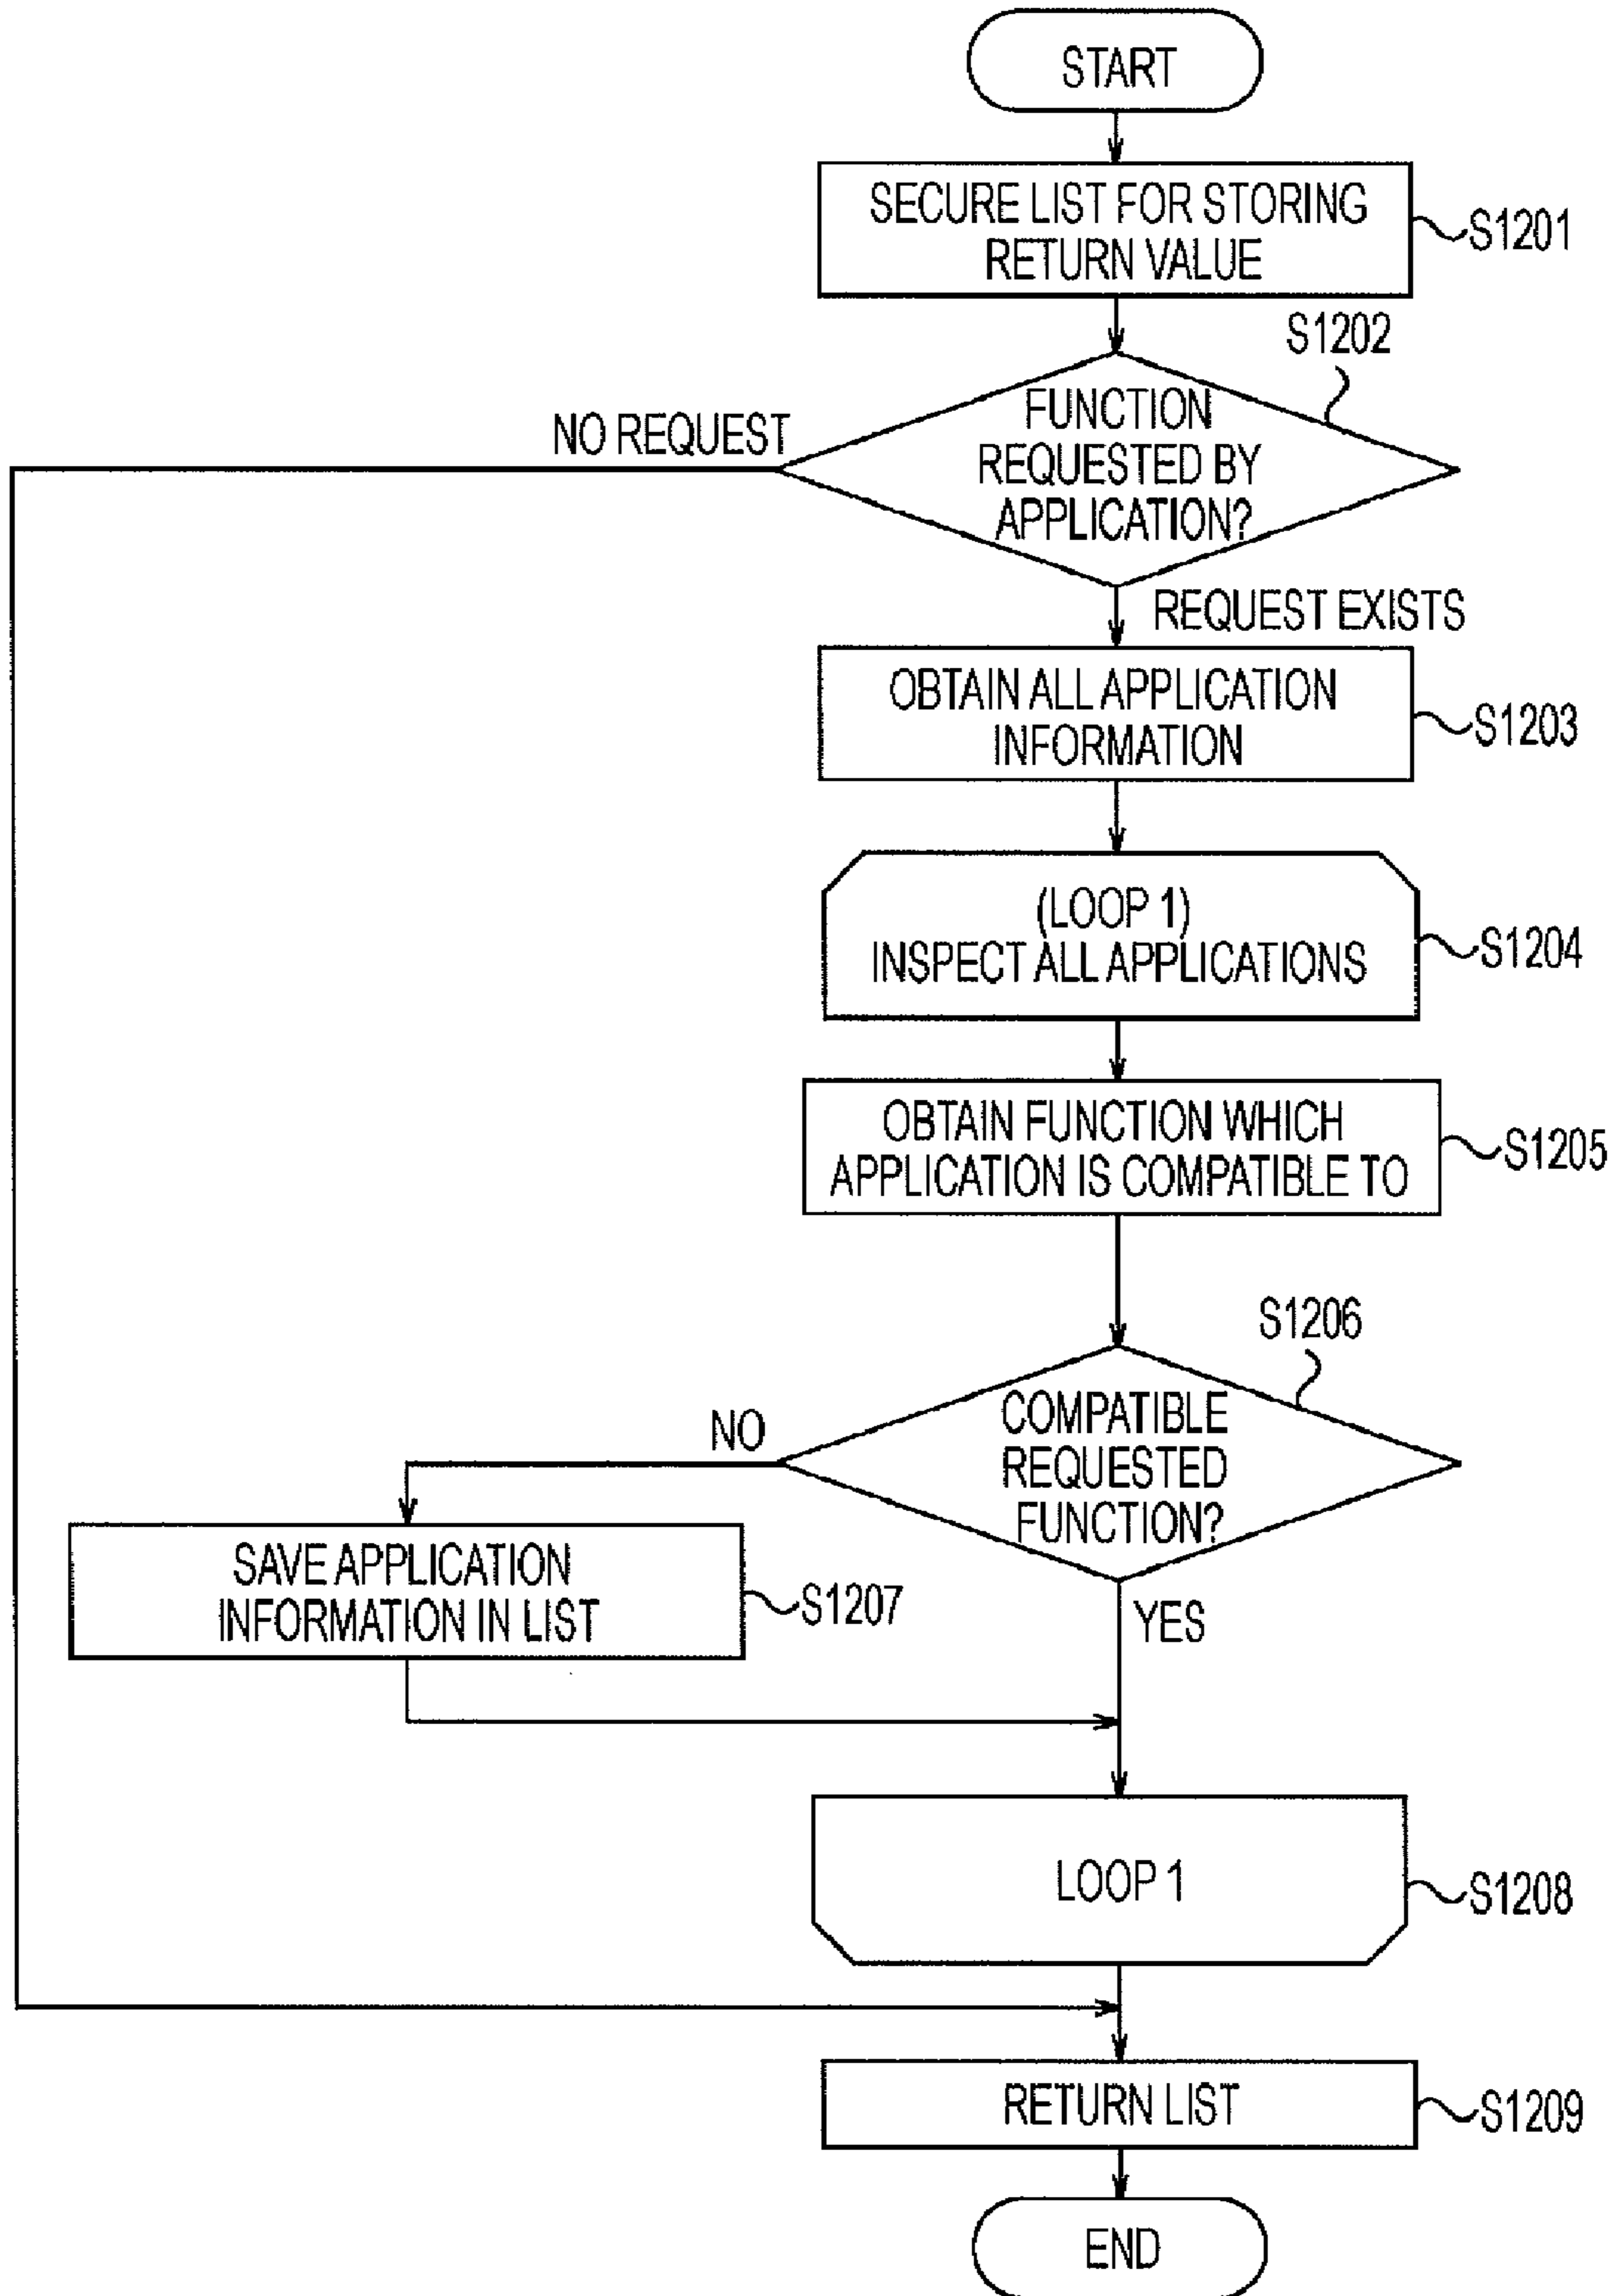 START
SECURE LIST FOR STORING
RETURN VALUE
S1201
S1202
FUNCTION
REQUESTED BY
APPLICATION?
NO REQUEST
REQUEST EXISTS
OBTAIN ALL APPLICATION
INFORMATION
S1203
(LOOP 1)
INSPECT ALL APPLICATIONS
S1204
OBTAIN FUNCTION WHICH
APPLICATION IS COMPATIBLE TO
S1205
S1206
COMPATIBLE
REQUESTED
FUNCTION?
NO
SAVE APPLICATION
INFORMATION IN LIST
S1207
YES
LOOP 1
S1208
RETURN LIST
S1209
END